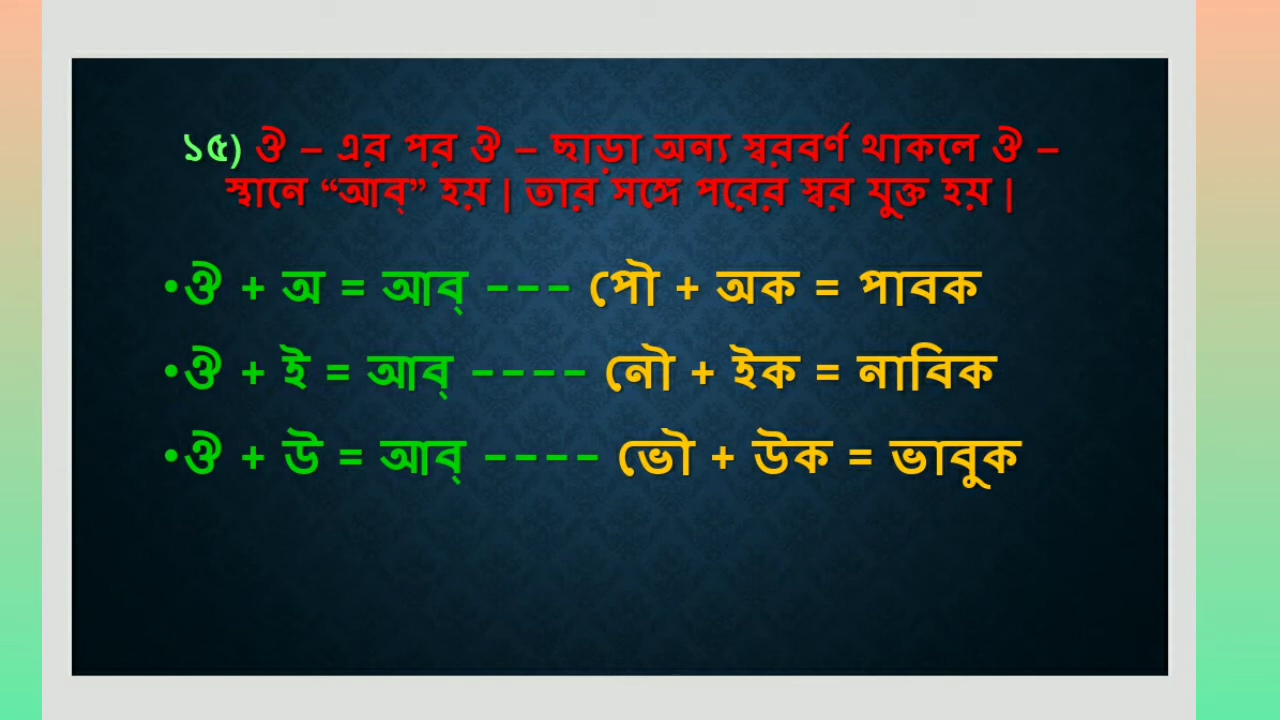 ১৫) ঔ – এর পর ঔ – ছাড়া অন্য স্বরবর্ণ থাকলে ঔ –
স্থানে “আব্” হয় | তার সঙ্গে পরের স্বর যুক্ত হয় |
•ঔ + অ = আব্ --- পৌ + অক = পাবক
•ঔ + ই = আব্ ---- নৌ + ইক = নাবিক
•ঔ + উ = আব্ ---- ভৌ + উক = ভাবুক